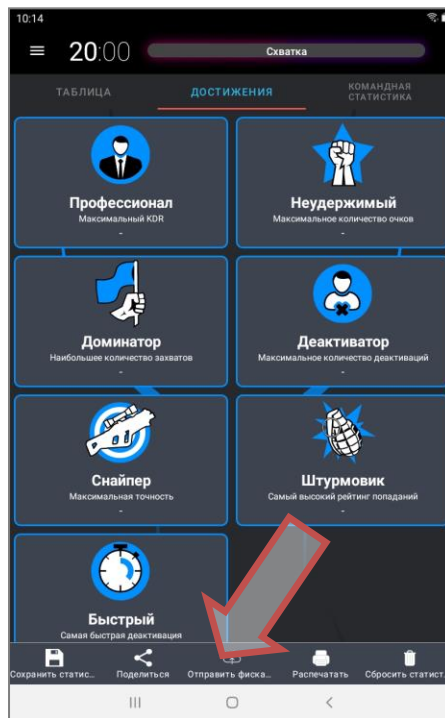 10:14
20:00
Схватка
ТАБЛИЦА
ДОСТИЖЕНИЯ
КОМАНДНАЯ
СТАТИСТИКА
Профессионал
Максимальный KDR
-
Неудержимый
Максимальное количество очков
-
Доминатор
Наибольшее количество захватов
-
Деактиватор
Максимальное количество деактиваций
-
Снайпер
Максимальная точность
-
Штурмовик
Самый высокий рейтинг попаданий
-
Быстрый
Самая быстрая деактивация
Сохранить статис...
Поделиться
Отправить фиска...
Распечатать
Сбросить статист.